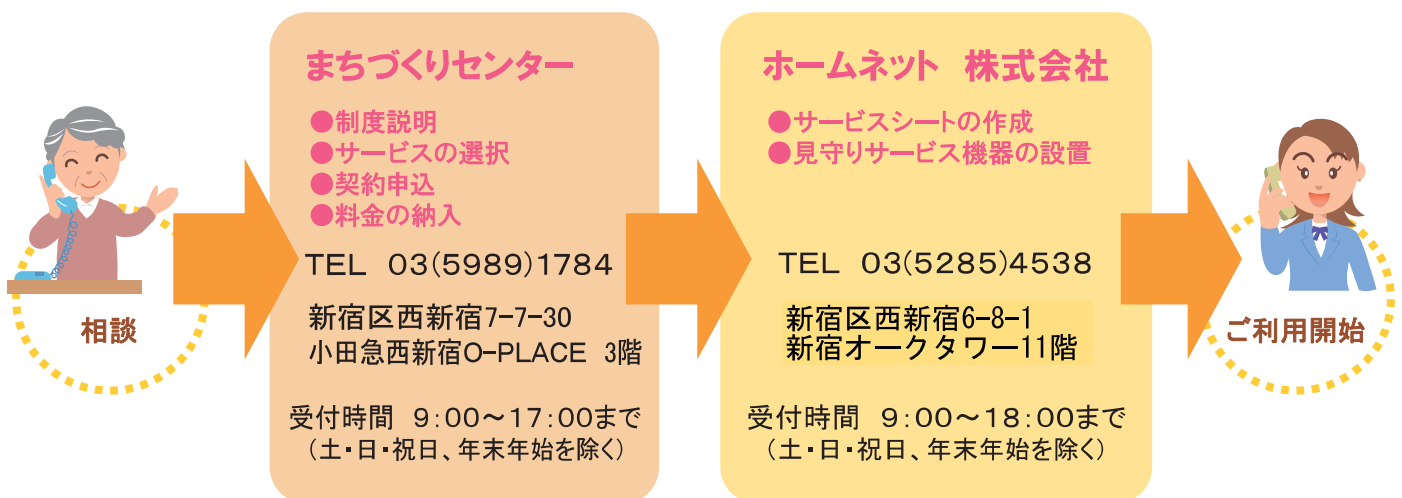 相談
まちづくりセンター
●制度説明
●サービスの選択
●契約申込
●料金の納入
TEL 03(5989)1784
新宿区西新宿7-7-30
小田急西新宿O-PLACE 3階
受付時間 9:00～17:00まで
(土・日・祝日、年末年始を除く)
ホームネット 株式会社
●サービスシートの作成
●見守りサービス機器の設置
TEL 03(5285)4538
新宿区西新宿6-8-1
新宿オークタワー11階
受付時間 9:00～18:00まで
(土・日・祝日、年末年始を除く)
ご利用開始